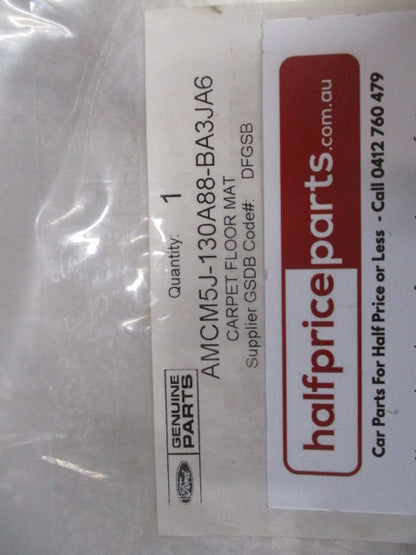 Ford
GENUINE
PARTS
Quantity: 1
AMCM5J-130A88-BA3JA6
CARPET FLOOR MAT
Supplier GSDB Code#: DFGSB
halfpriceparts.com.au
Car Parts For Half Price or Less - Call 0412 760 479